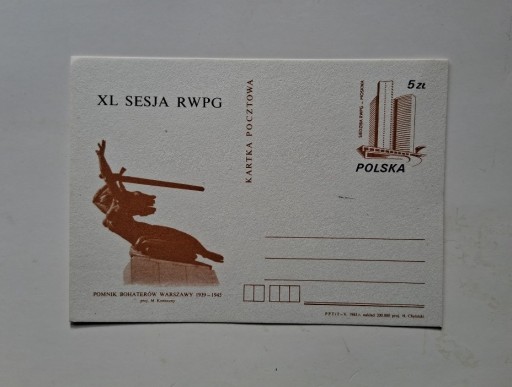 XL SESJA RWPG
POMNIK BOHATERÓW WARSZAWY 1939-1945
KARTKA POCZTOWA
5 ZŁ
SIEDZIBA RWPG - MOSKWA
POLSKA